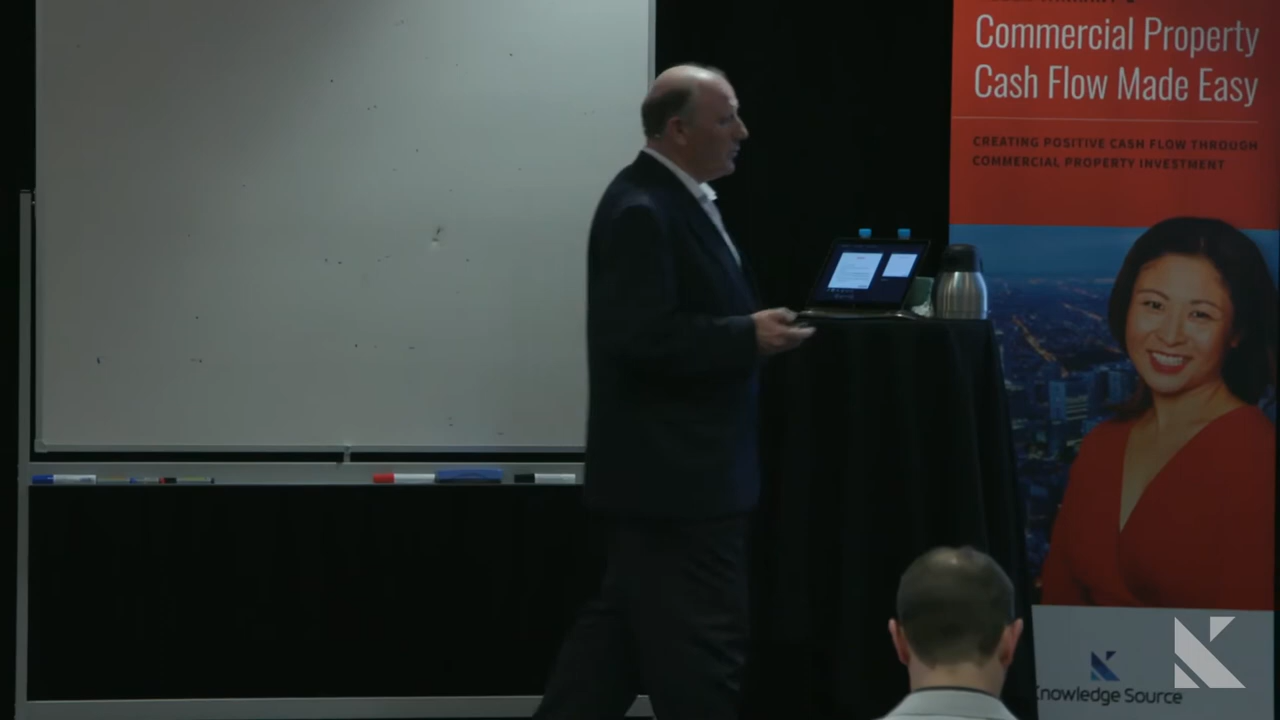 Commercial Property
Cash Flow Made Easy
CREATING POSITIVE CASH FLOW THROUGH
COMMERCIAL PROPERTY INVESTMENT
Knowledge Source